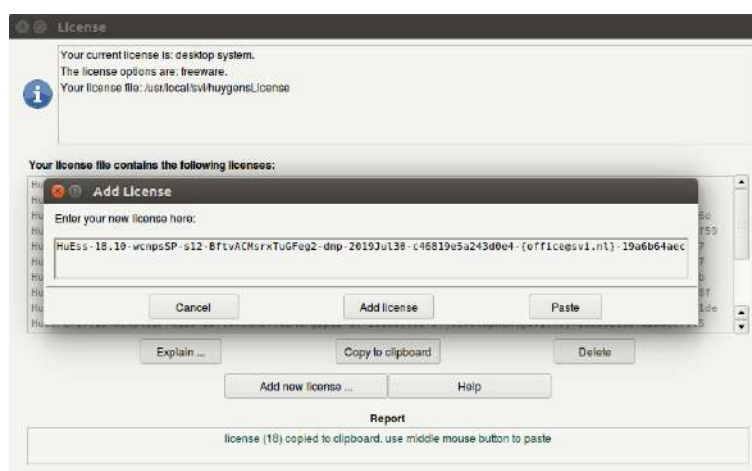 License
Your current license is: desktop system.
The license options are: freeware.
Your license file: /usr/local/svi/huygensLicense
Your license file contains the following licenses:
Add License
Enter your new license here:
HuEss-18.10-wcnpsSP-s12-BftvACMsrxTuGFeg2-dnp-2019Jul30-c46819e5a243d0e4-{office@svi.nl}-19a6b64aec
Cancel
Add license
Paste
Explain ...
Copy to clipboard
Delete
Add new license ...
Help
Report
license (18) copied to clipboard, use middle mouse button to paste